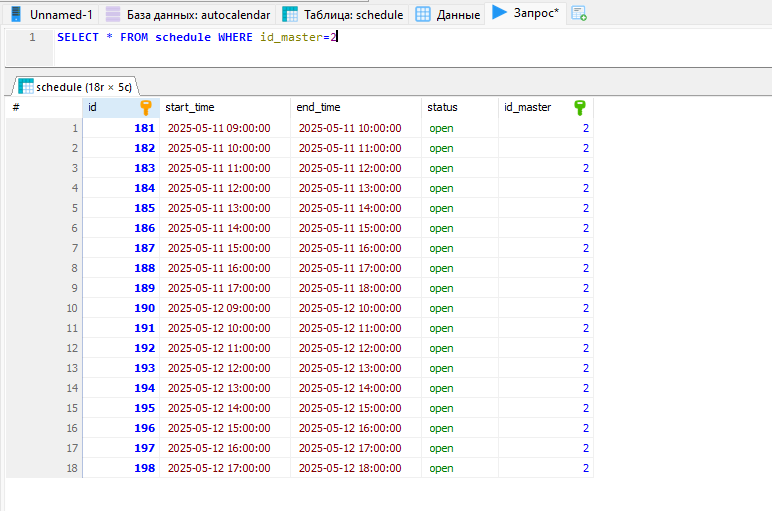 Unnamed-1 База данных: autocalendar Таблица: schedule Данные Запрос*
1 SELECT * FROM schedule WHERE id_master=2
schedule (18r × 5c)
# id start_time end_time status id_master
1 181 2025-05-11 09:00:00 2025-05-11 10:00:00 open 2
2 182 2025-05-11 10:00:00 2025-05-11 11:00:00 open 2
3 183 2025-05-11 11:00:00 2025-05-11 12:00:00 open 2
4 184 2025-05-11 12:00:00 2025-05-11 13:00:00 open 2
5 185 2025-05-11 13:00:00 2025-05-11 14:00:00 open 2
6 186 2025-05-11 14:00:00 2025-05-11 15:00:00 open 2
7 187 2025-05-11 15:00:00 2025-05-11 16:00:00 open 2
8 188 2025-05-11 16:00:00 2025-05-11 17:00:00 open 2
9 189 2025-05-11 17:00:00 2025-05-11 18:00:00 open 2
10 190 2025-05-12 09:00:00 2025-05-12 10:00:00 open 2
11 191 2025-05-12 10:00:00 2025-05-12 11:00:00 open 2
12 192 2025-05-12 11:00:00 2025-05-12 12:00:00 open 2
13 193 2025-05-12 12:00:00 2025-05-12 13:00:00 open 2
14 194 2025-05-12 13:00:00 2025-05-12 14:00:00 open 2
15 195 2025-05-12 14:00:00 2025-05-12 15:00:00 open 2
16 196 2025-05-12 15:00:00 2025-05-12 16:00:00 open 2
17 197 2025-05-12 16:00:00 2025-05-12 17:00:00 open 2
18 198 2025-05-12 17:00:00 2025-05-12 18:00:00 open 2